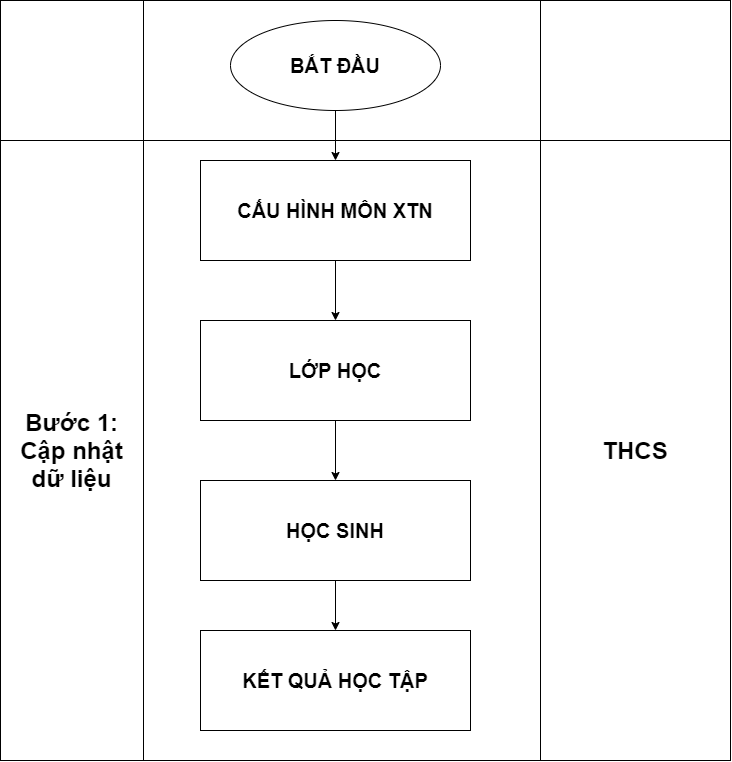 BẮT ĐẦU
CẤU HÌNH MÔN XTN
LỚP HỌC
Bước 1:
Cập nhật
dữ liệu
THCS
HỌC SINH
KẾT QUẢ HỌC TẬP